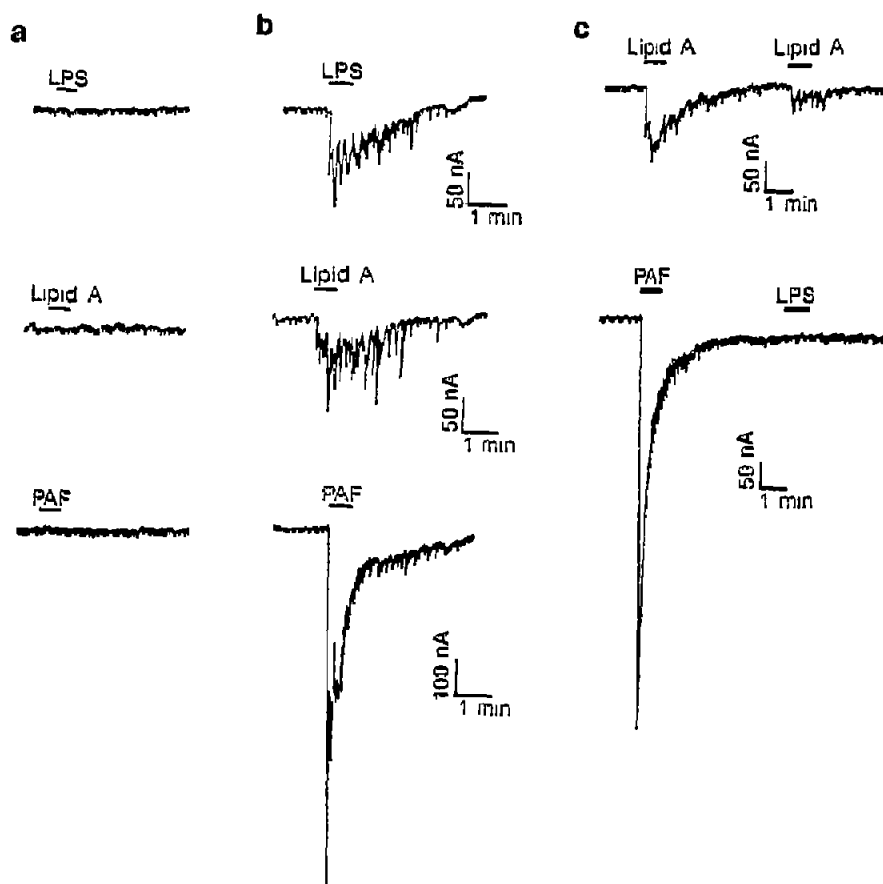 a
LPS
Lipid A
PAF
b
LPS
50 nA
1 min
Lipid A
50 nA
1 min
PAF
100 nA
1 min
c
Lipid A
Lipid A
50 nA
1 min
PAF
LPS
50 nA
1 min